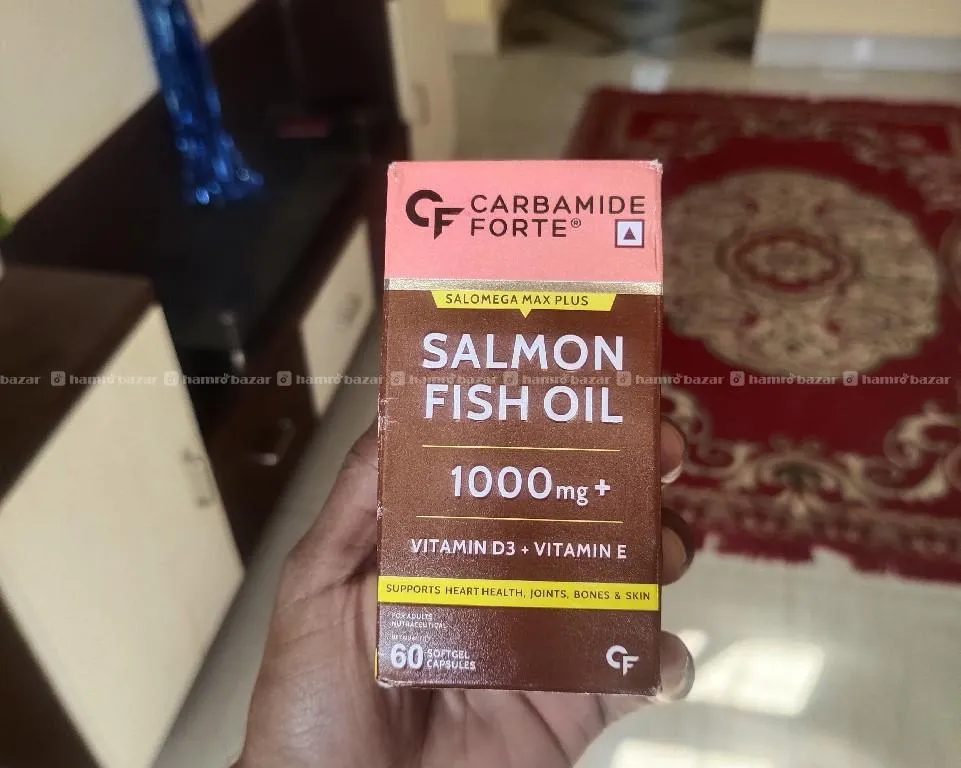 CF CARBAMIDE
FORTE®
SALOMEGA MAX PLUS
SALMON
bazar hamrobazar hamrobazar hamrobazar hamrobazar hamrobazar hamrobazar hamrobazar hamrobazar
FISH OIL
1000mg +
VITAMIN D3 + VITAMIN E
SUPPORTS HEART HEALTH, JOINTS, BONES & SKIN
FOR ADULTS
NUTRACEUTICAL
60 SOFTGEL
CAPSULES
CF